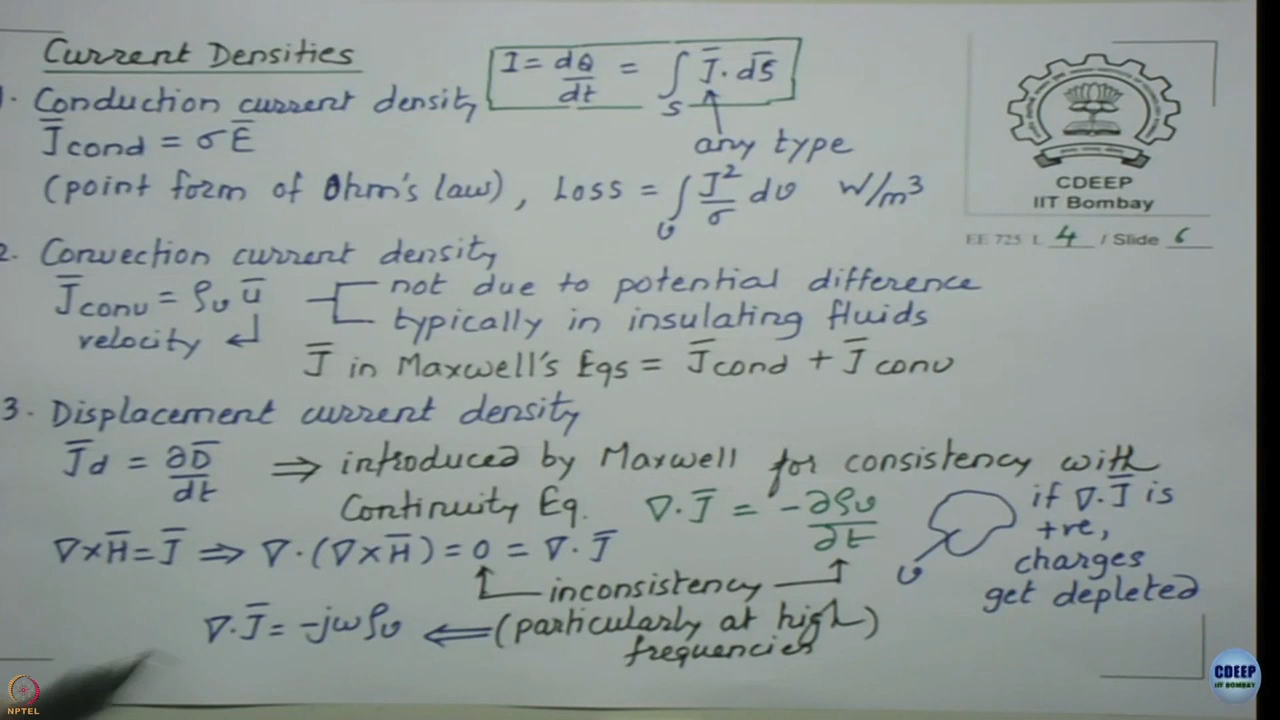 Current Densities
I = dQ/dt = ∫_S J̄ · dS̄
1. Conduction current density
any type
J̄cond = σĒ
(point form of Ohm's law), Loss = ∫_v J²/σ dv W/m³
CDEEP
IIT Bombay
EE 725 L 4 / Slide 6
2. Convection current density
J̄conv = ρv ū
not due to potential difference
typically in insulating fluids
velocity
J̄ in Maxwell's Eqs = J̄cond + J̄conv
3. Displacement current density
J̄d = ∂D̄/dt ⇒ introduced by Maxwell for consistency with
Continuity Eq. ∇·J̄ = -∂ρv/∂t
if ∇·J̄ is
+ve,
charges
get depleted
v
∇×H̄ = J̄ ⇒ ∇·(∇×H̄) = 0 = ∇·J̄
inconsistency
∇·J̄ = -jωρv ⇐ (particularly at high
frequencies)
NPTEL
CDEEP
IIT BOMBAY